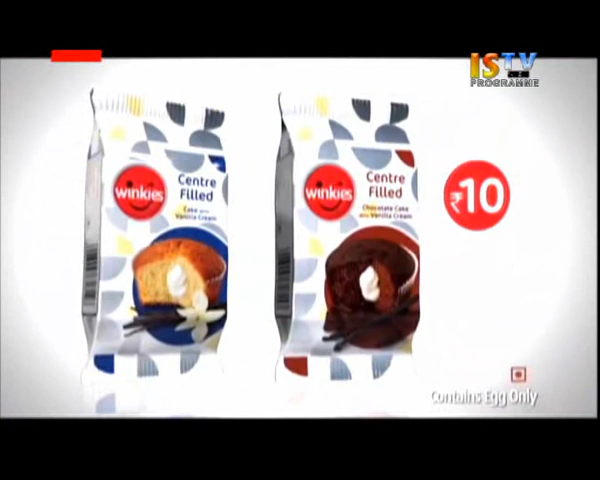 ISTV
PROGRAMME
winkies
Centre
Filled
Cake with
Vanilla Cream
winkies
Centre
Filled
Chocolate Cake
with Vanilla Cream
₹10
Contains Egg Only